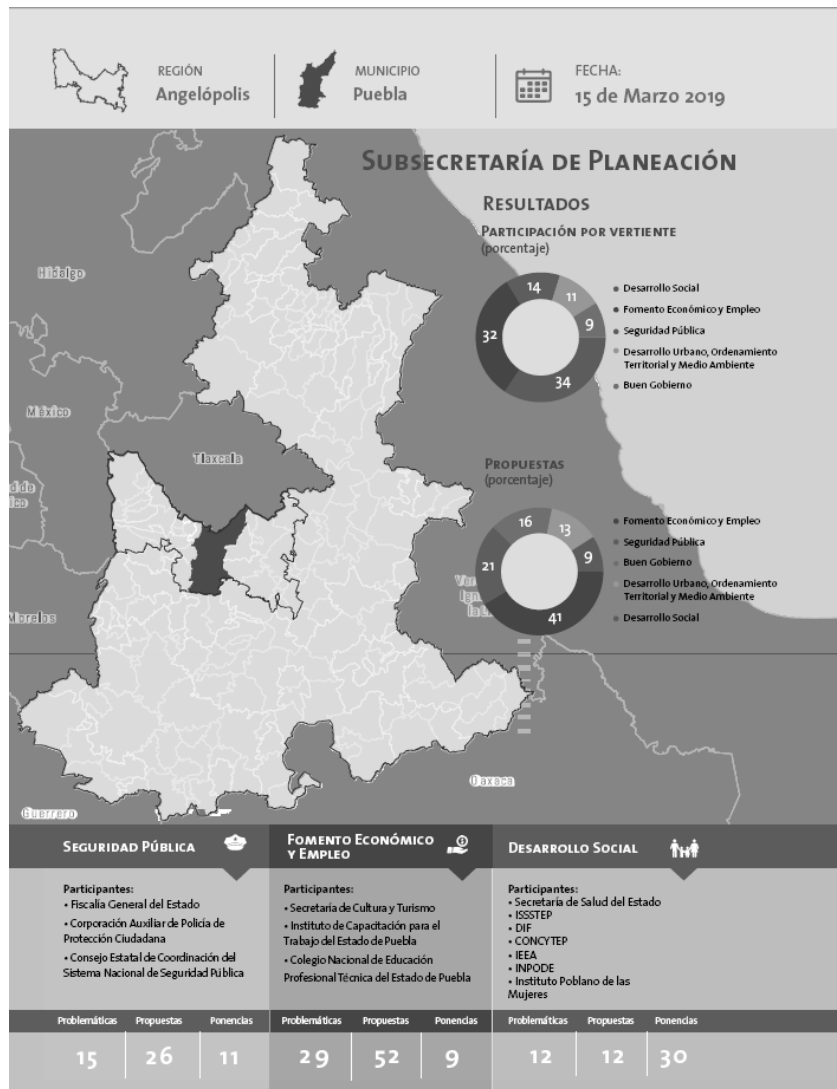 REGIÓN
Angelópolis
MUNICIPIO
Puebla
FECHA:
15 de Marzo 2019
SUBSECRETARÍA DE PLANEACIÓN
RESULTADOS
PARTICIPACIÓN POR VERTIENTE
(porcentaje)
14
11
9
34
32
Desarrollo Social
Fomento Económico y Empleo
Seguridad Pública
Desarrollo Urbano, Ordenamiento
Territorial y Medio Ambiente
Buen Gobierno
Hidalgo
México
Tlaxcala
Morelos
Oaxaca
Guerrero
PROPUESTAS
(porcentaje)
16
13
9
41
21
Fomento Económico y Empleo
Seguridad Pública
Buen Gobierno
Desarrollo Urbano, Ordenamiento
Territorial y Medio Ambiente
Desarrollo Social
SEGURIDAD PÚBLICA
Participantes:
• Fiscalía General del Estado
• Corporación Auxiliar de Policía de
Protección Ciudadana
• Consejo Estatal de Coordinación del
Sistema Nacional de Seguridad Pública
Problemáticas Propuestas Ponencias
15 26 11
FOMENTO ECONÓMICO
Y EMPLEO
Participantes:
• Secretaría de Cultura y Turismo
• Instituto de Capacitación para el
Trabajo del Estado de Puebla
• Colegio Nacional de Educación
Profesional Técnica del Estado de Puebla
Problemáticas Propuestas Ponencias
29 52 9
DESARROLLO SOCIAL
Participantes:
• Secretaría de Salud del Estado
• ISSSTEP
• DIF
• CONCYTEP
• IEEA
• INPODE
• Instituto Poblano de las
Mujeres
Problemáticas Propuestas Ponencias
12 12 30